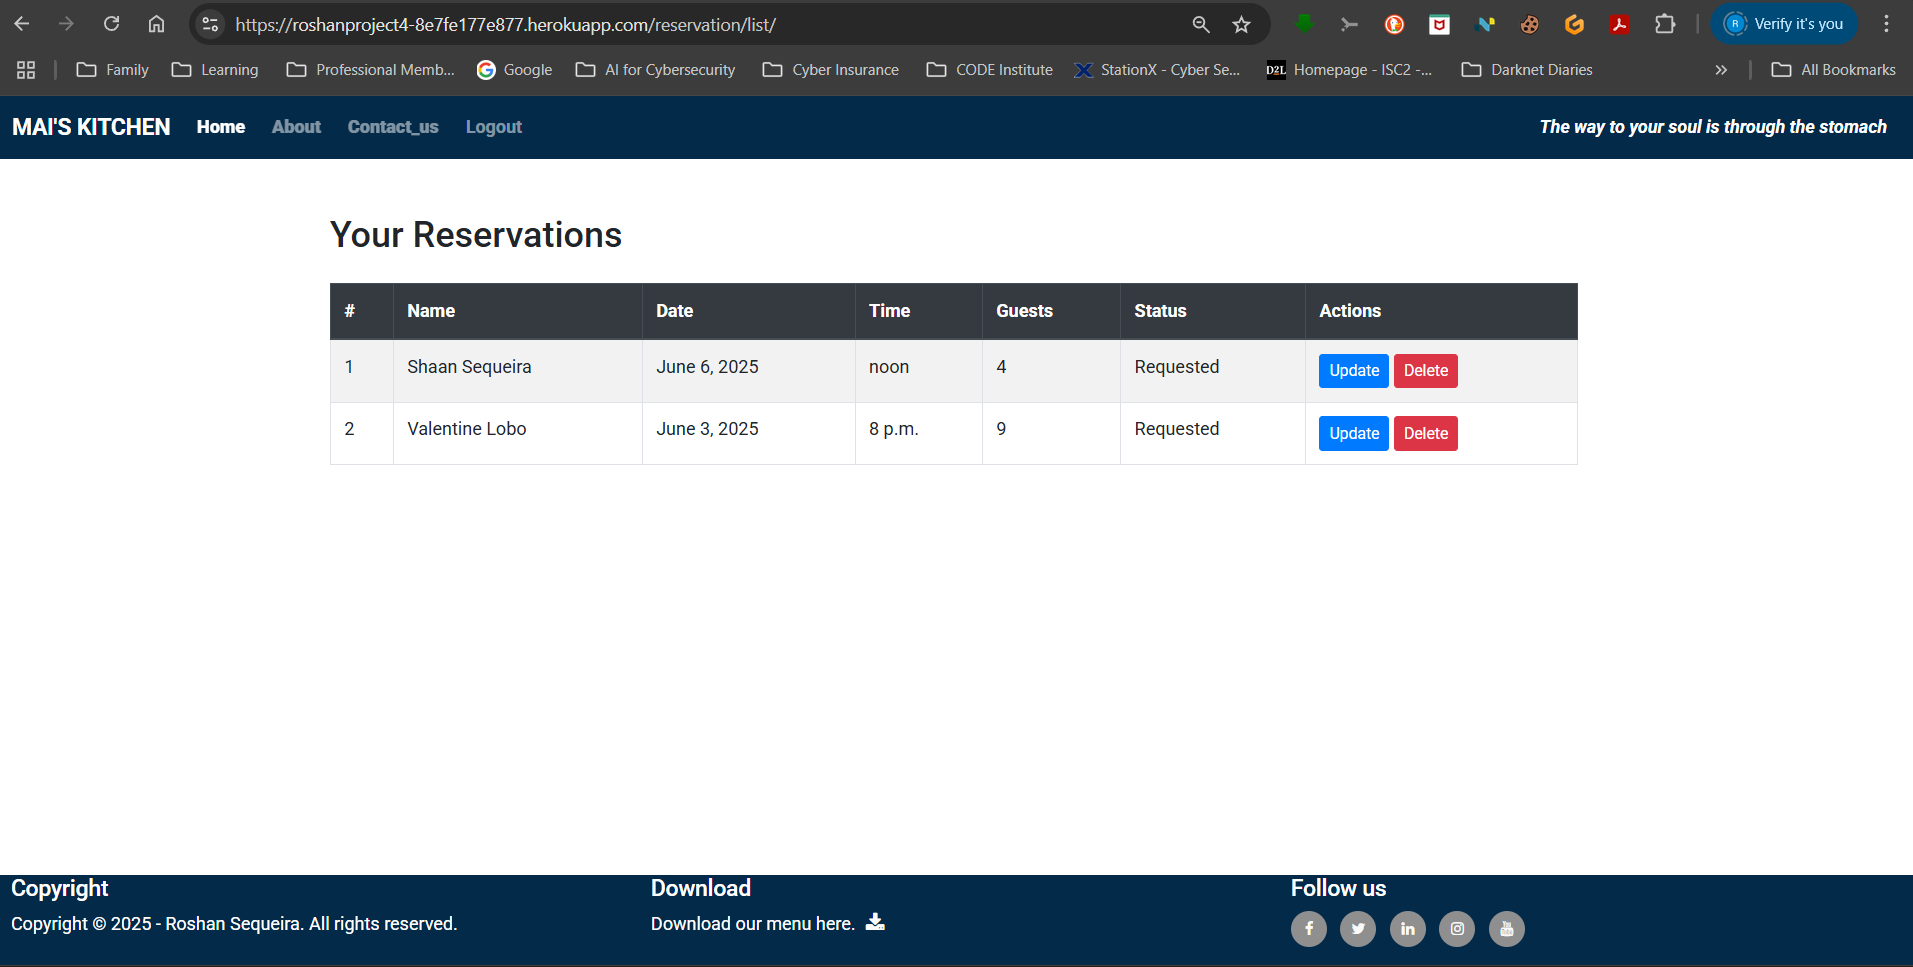 https://roshanproject4-8e7fe177e877.herokuapp.com/reservation/list/ R Verify it's you
Family Learning Professional Memb... Google AI for Cybersecurity Cyber Insurance CODE Institute StationX - Cyber Se... D2L Homepage - ISC2 -... Darknet Diaries » All Bookmarks
MAI'S KITCHEN Home About Contact_us Logout The way to your soul is through the stomach
Your Reservations
# Name Date Time Guests Status Actions
1 Shaan Sequeira June 6, 2025 noon 4 Requested Update Delete
2 Valentine Lobo June 3, 2025 8 p.m. 9 Requested Update Delete
Copyright Download Follow us
Copyright © 2025 - Roshan Sequeira. All rights reserved. Download our menu here.